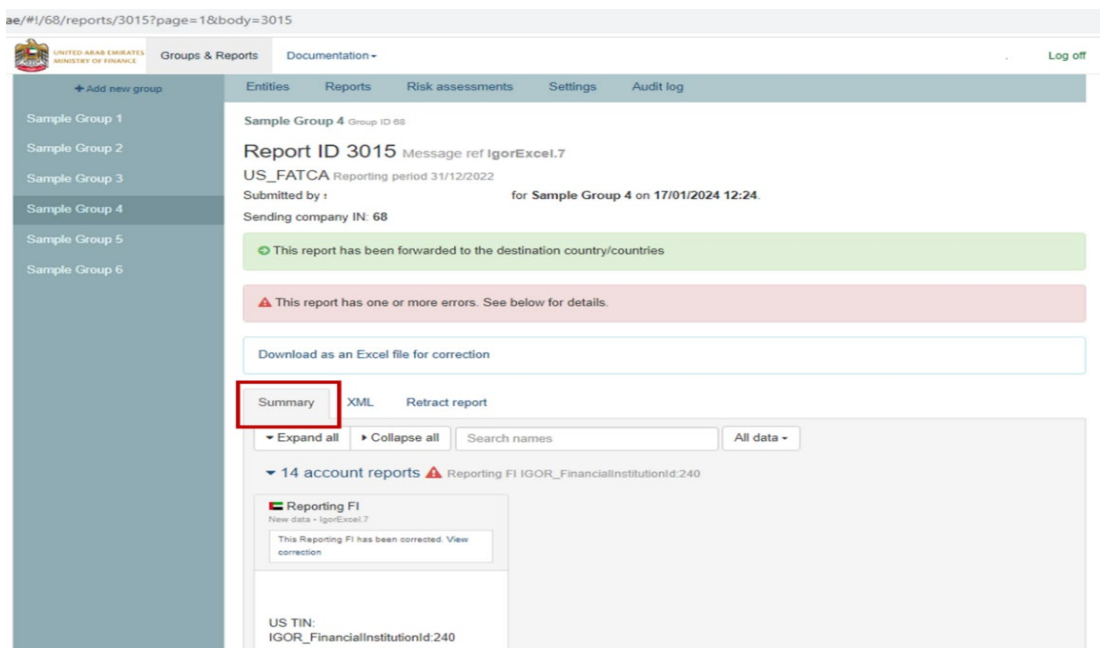 ae/#!/68/reports/3015?page=1&body=3015
UNITED ARAB EMIRATES
MINISTRY OF FINANCE
Groups & Reports Documentation
Log off
+ Add new group
Entities Reports Risk assessments Settings Audit log
Sample Group 1
Sample Group 2
Sample Group 3
Sample Group 4
Sample Group 5
Sample Group 6
Sample Group 4 Group ID 68
Report ID 3015 Message ref IgorExcel.7
US_FATCA Reporting period 31/12/2022
Submitted by : for Sample Group 4 on 17/01/2024 12:24.
Sending company IN: 68
This report has been forwarded to the destination country/countries
This report has one or more errors. See below for details.
Download as an Excel file for correction
Summary XML Retract report
Expand all Collapse all Search names All data
14 account reports Reporting FI IGOR_FinancialInstitutionId:240
Reporting FI
New data - IgorExcel.7
This Reporting FI has been corrected. View
correction
US TIN:
IGOR_FinancialInstitutionId:240